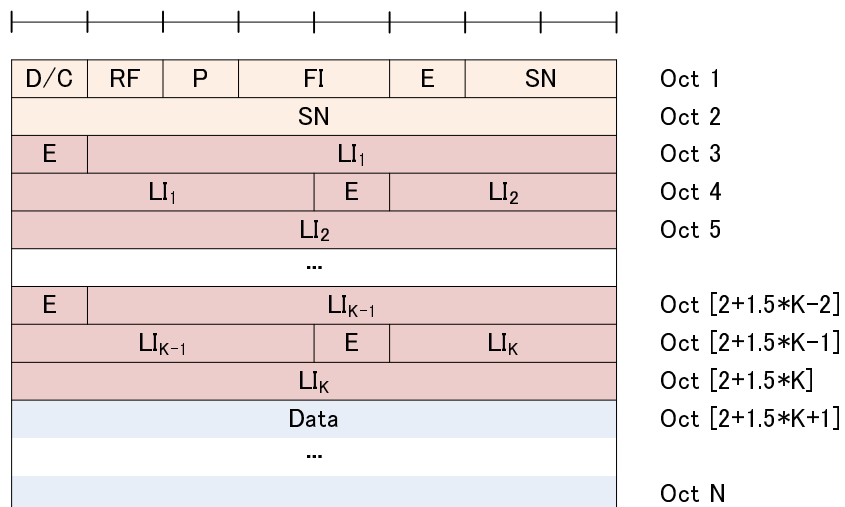 D/C RF P FI E SN Oct 1
SN Oct 2
E LI₁ Oct 3
LI₁ E LI₂ Oct 4
LI₂ Oct 5
...
E LIK-1 Oct [2+1.5*K-2]
LIK-1 E LIK Oct [2+1.5*K-1]
LIK Oct [2+1.5*K]
Data Oct [2+1.5*K+1]
...
Oct N